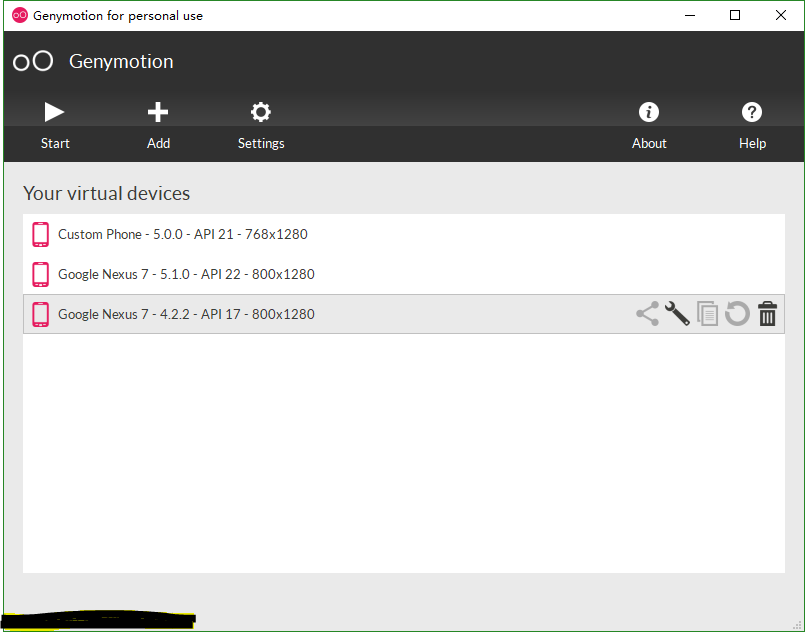 Genymotion for personal use
Genymotion
Start
Add
Settings
About
Help
Your virtual devices
Custom Phone - 5.0.0 - API 21 - 768x1280
Google Nexus 7 - 5.1.0 - API 22 - 800x1280
Google Nexus 7 - 4.2.2 - API 17 - 800x1280